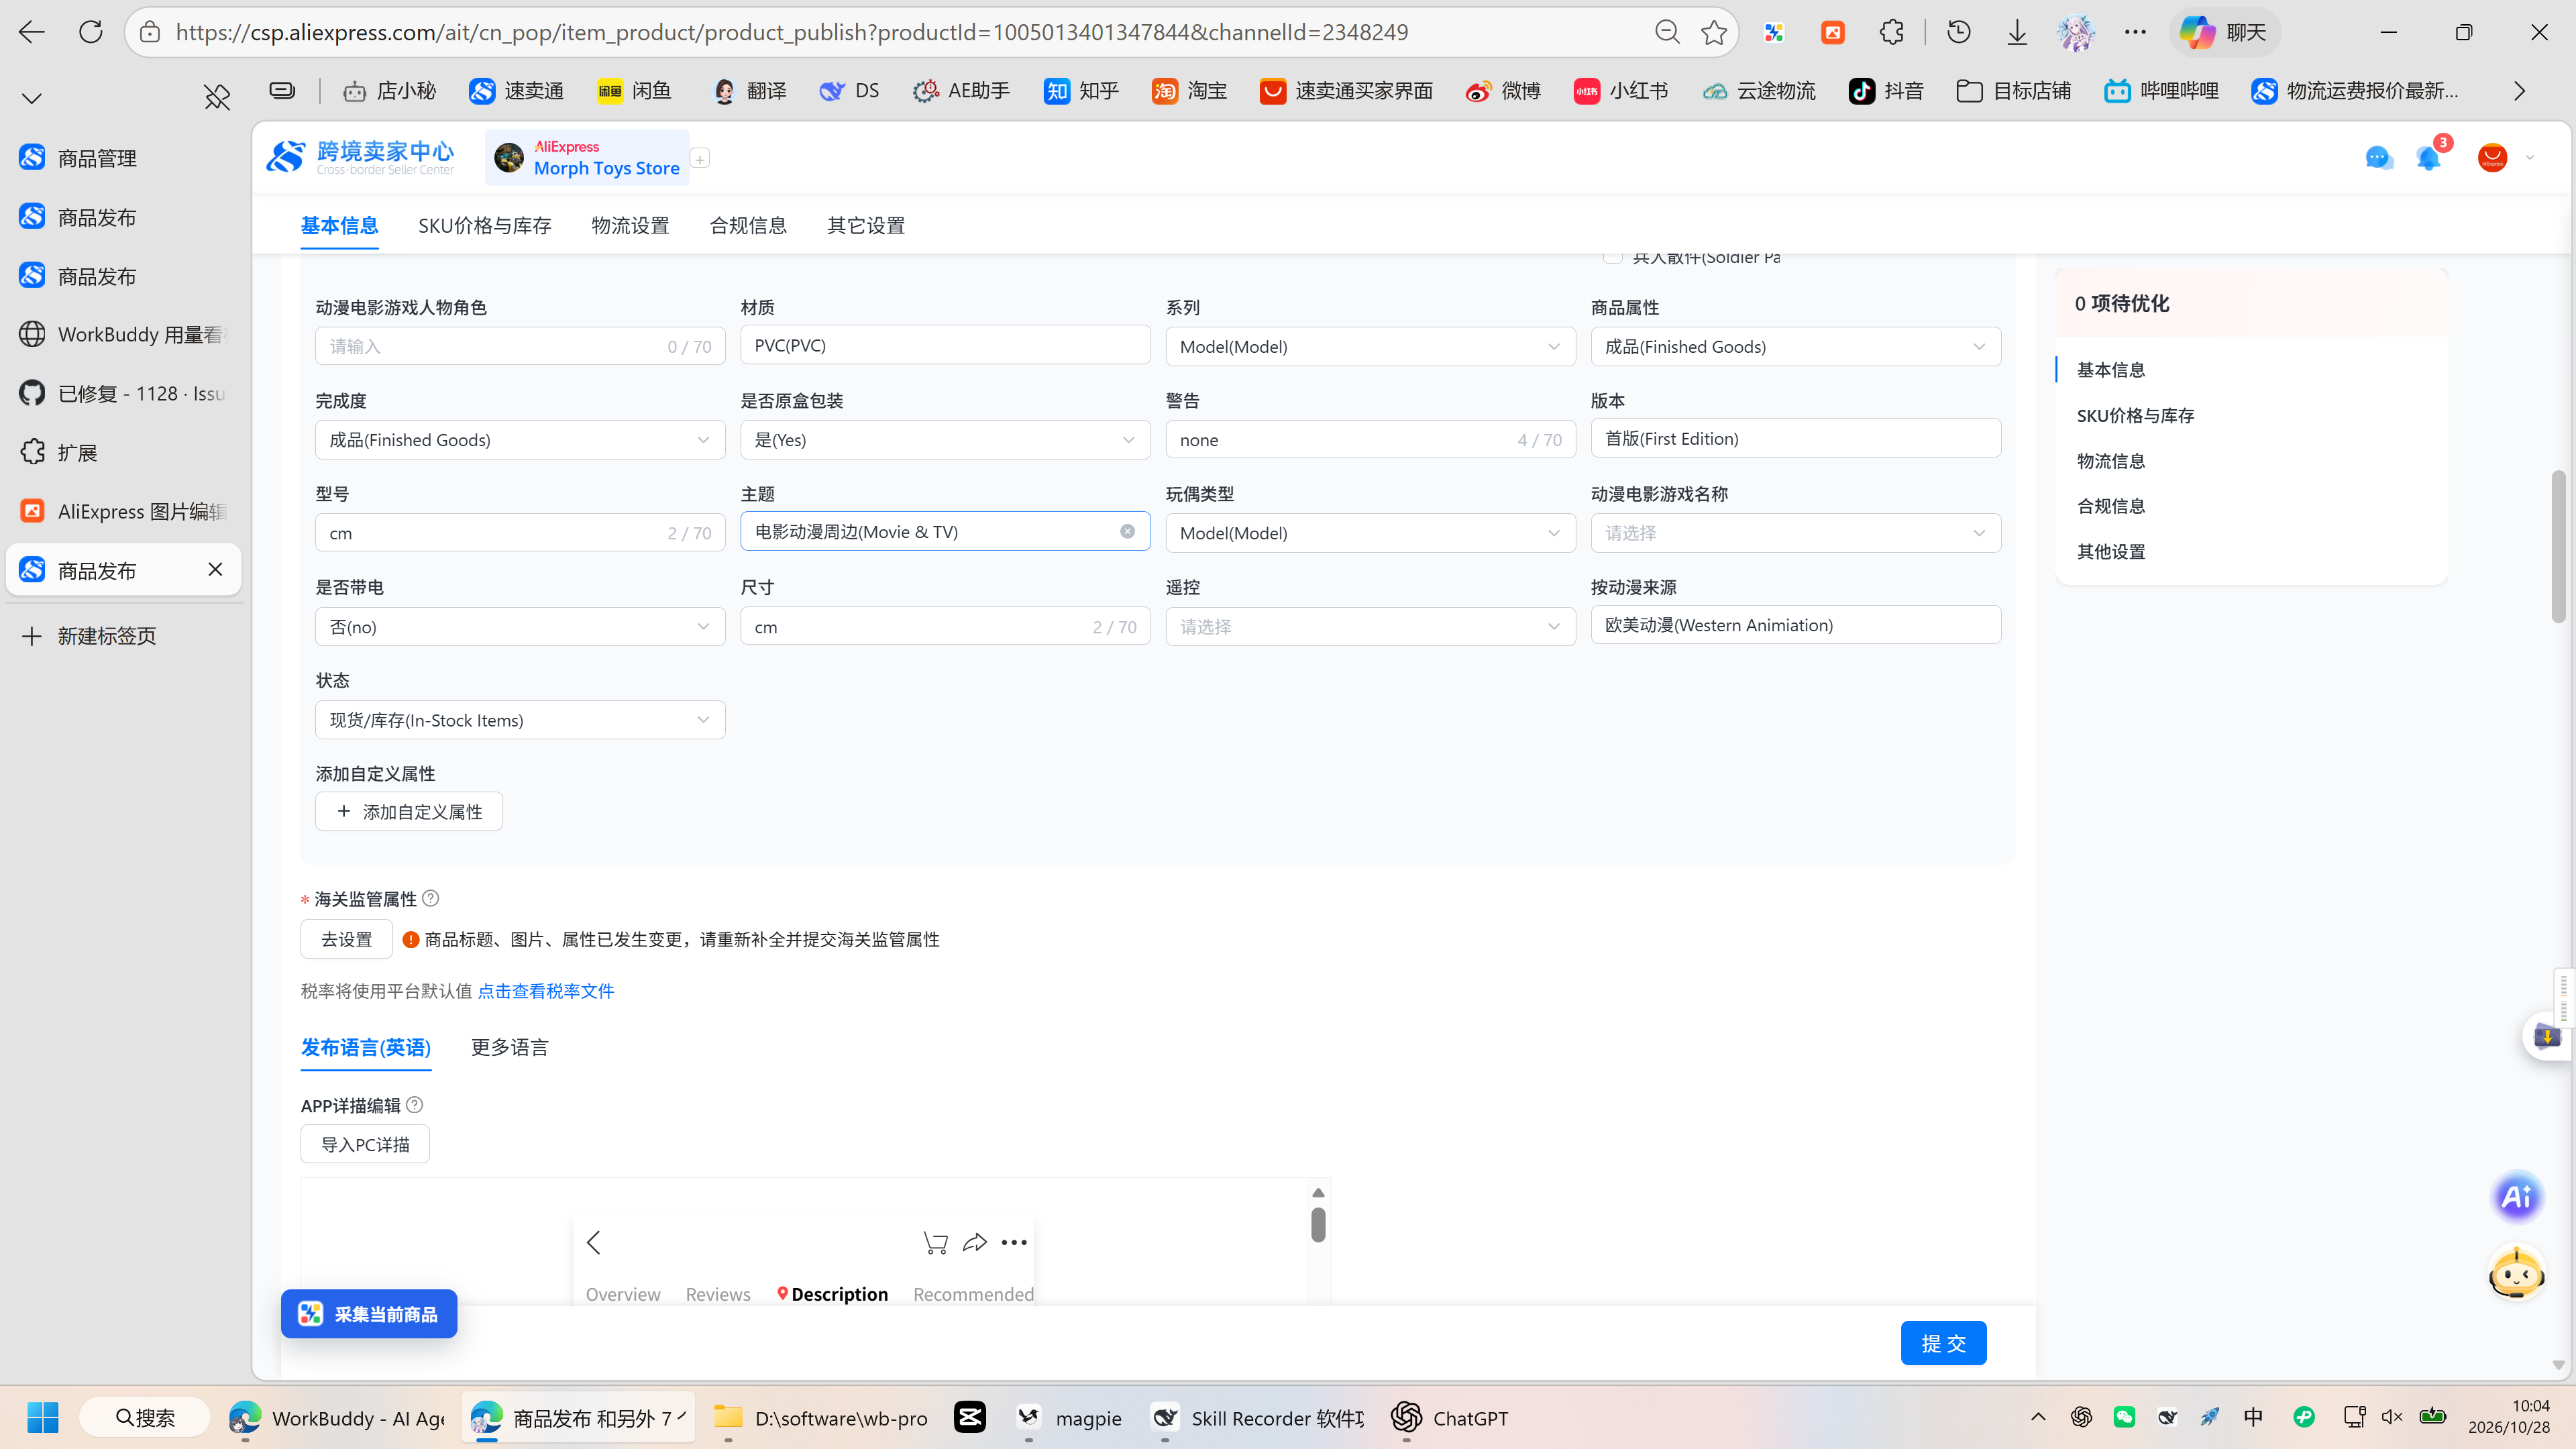 https://csp.aliexpress.com/ait/cn_pop/item_product/product_publish?productId=1005013401347844&channelId=2348249
聊天
店小秘
速卖通
闲鱼
翻译
DS
AE助手
知乎
淘宝
速卖通买家界面
微博
小红书
云途物流
抖音
目标店铺
哔哩哔哩
物流运费报价最新...
商品管理
商品发布
商品发布
WorkBuddy 用量看
已修复 - 1128 · Issu
扩展
AliExpress 图片编辑
商品发布
新建标签页
跨境卖家中心
Cross-border Seller Center
AliExpress
Morph Toys Store
3
基本信息
SKU价格与库存
物流设置
合规信息
其它设置
兵人散件(Soldier Pa
动漫电影游戏人物角色
材质
系列
商品属性
请输入
0 / 70
PVC(PVC)
Model(Model)
成品(Finished Goods)
完成度
是否原盒包装
警告
版本
成品(Finished Goods)
是(Yes)
none
4 / 70
首版(First Edition)
型号
主题
玩偶类型
动漫电影游戏名称
cm
2 / 70
电影动漫周边(Movie & TV)
Model(Model)
请选择
是否带电
尺寸
遥控
按动漫来源
否(no)
cm
2 / 70
请选择
欧美动漫(Western Animiation)
状态
现货/库存(In-Stock Items)
添加自定义属性
添加自定义属性
* 海关监管属性
去设置
商品标题、图片、属性已发生变更，请重新补全并提交海关监管属性
税率将使用平台默认值 点击查看税率文件
发布语言(英语)
更多语言
APP详描编辑
导入PC详描
Overview
Reviews
Description
Recommended
采集当前商品
提 交
0 项待优化
基本信息
SKU价格与库存
物流信息
合规信息
其他设置
Ai
搜索
WorkBuddy - AI Age
商品发布 和另外 7
D:\software\wb-pro
magpie
Skill Recorder 软件
ChatGPT
中
10:04
2026/10/28